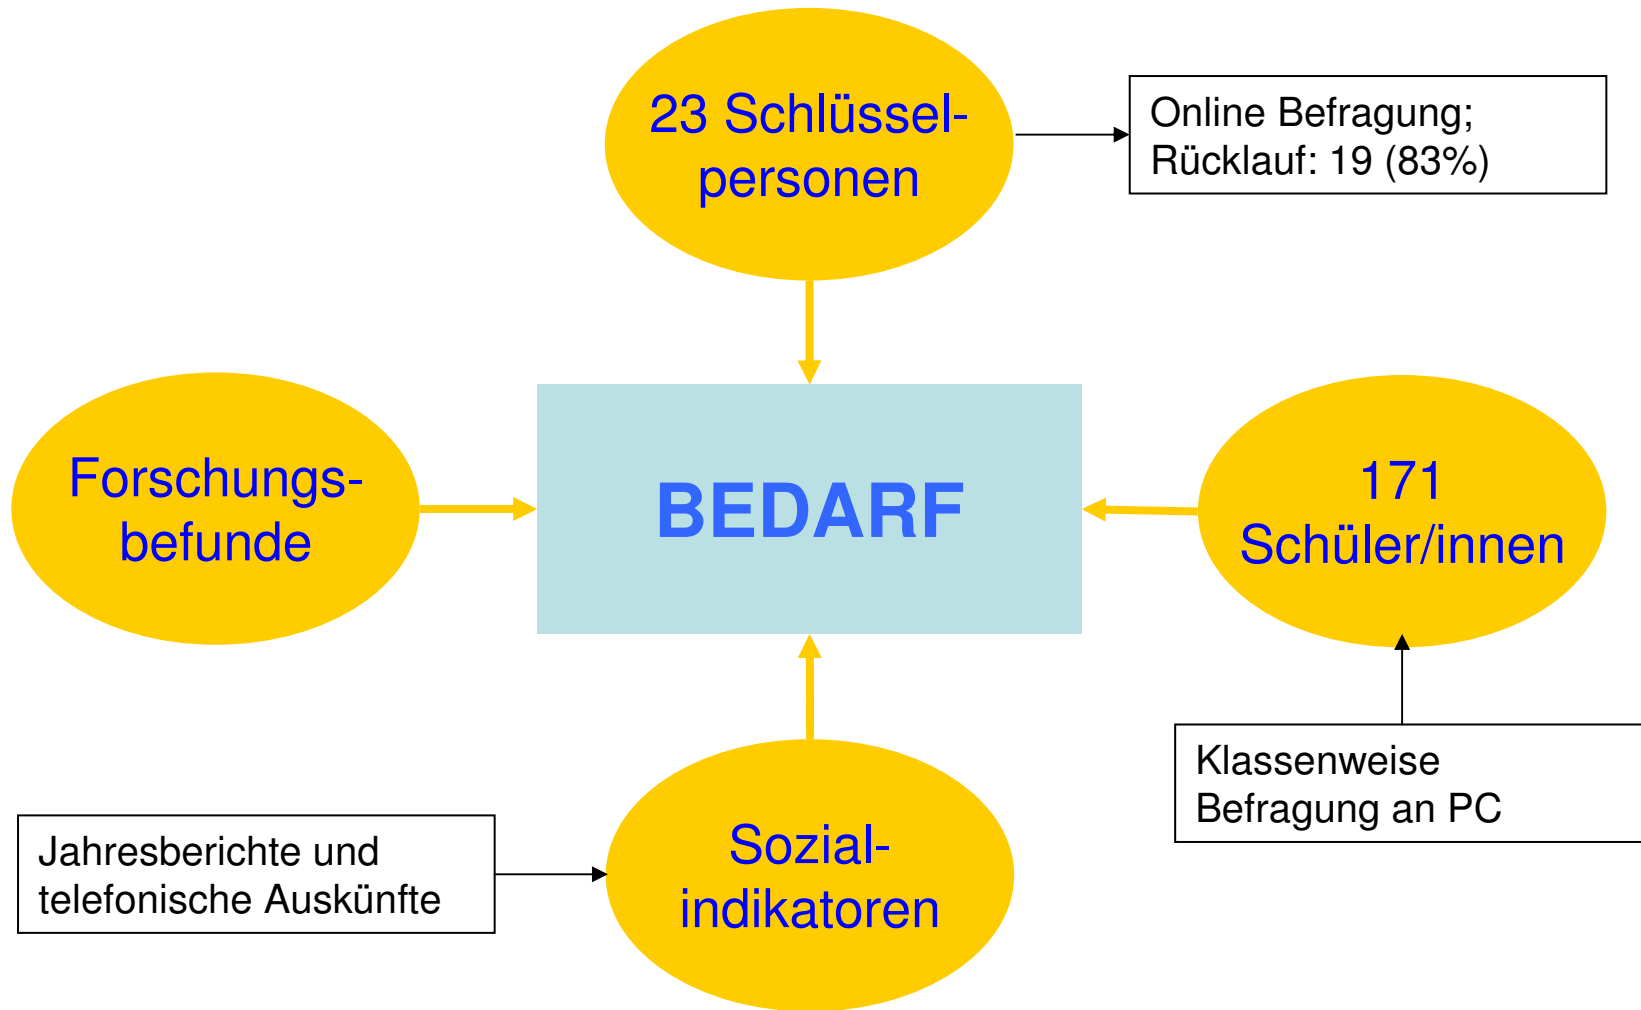 23 Schlüssel-
personen
Online Befragung;
Rücklauf: 19 (83%)
Forschungs-
befunde
BEDARF
171
Schüler/innen
Klassenweise
Befragung an PC
Jahresberichte und
telefonische Auskünfte
Sozial-
indikatoren